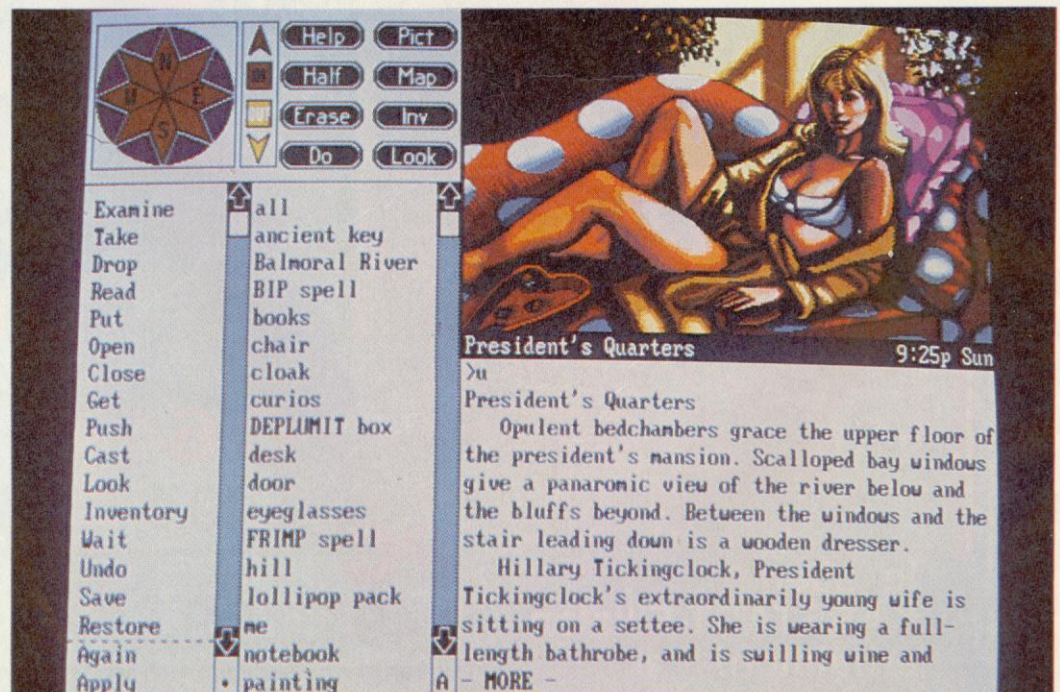 Help Pict
Half Map
Erase Inv
Do Look
N
W E
S
IN
OUT
Examine
Take
Drop
Read
Put
Open
Close
Get
Push
Cast
Look
Inventory
Wait
Undo
Save
Restore
Again
Apply
all
ancient key
Balmoral River
BIP spell
books
chair
cloak
curios
DEPLUMIT box
desk
door
eyeglasses
FRIMP spell
hill
lollipop pack
me
notebook
painting
A
President's Quarters 9:25p Sun
>u
President's Quarters
Opulent bedchambers grace the upper floor of
the president's mansion. Scalloped bay windows
give a panaromic view of the river below and
the bluffs beyond. Between the windows and the
stair leading down is a wooden dresser.
Hillary Tickingclock, President
Tickingclock's extraordinarily young wife is
sitting on a settee. She is wearing a full-
length bathrobe, and is swilling wine and
- MORE -